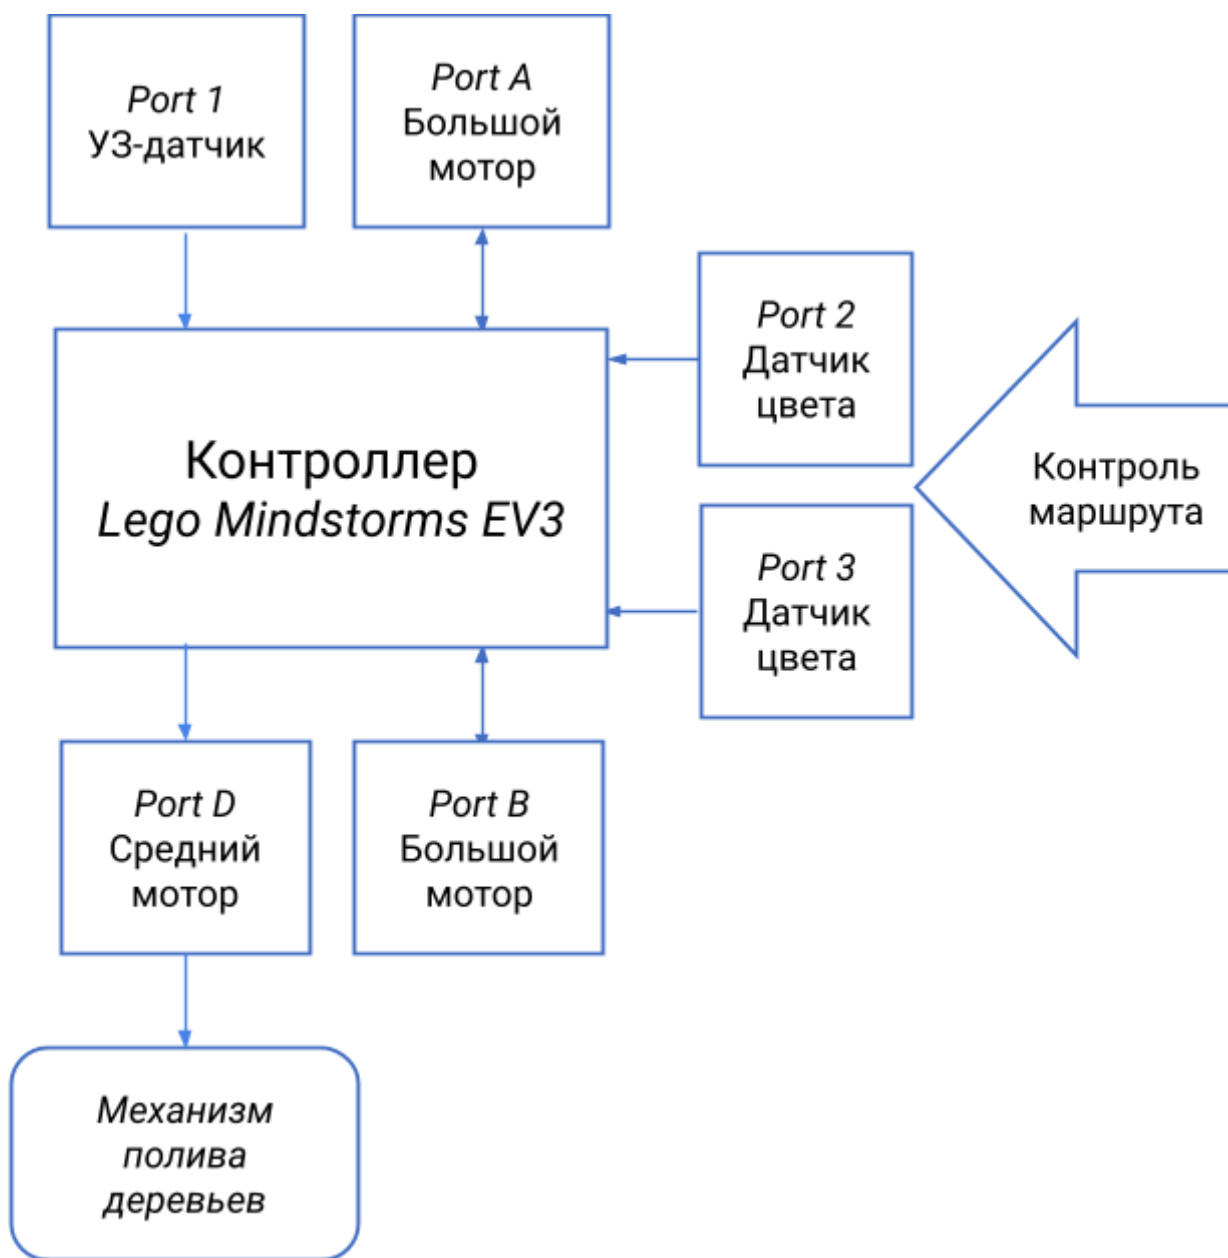 Port 1
УЗ-датчик
Port A
Большой
мотор
Port 2
Датчик
цвета
Контроллер
Lego Mindstorms EV3
Контроль
маршрута
Port 3
Датчик
цвета
Port D
Средний
мотор
Port B
Большой
мотор
Механизм
полива
деревьев